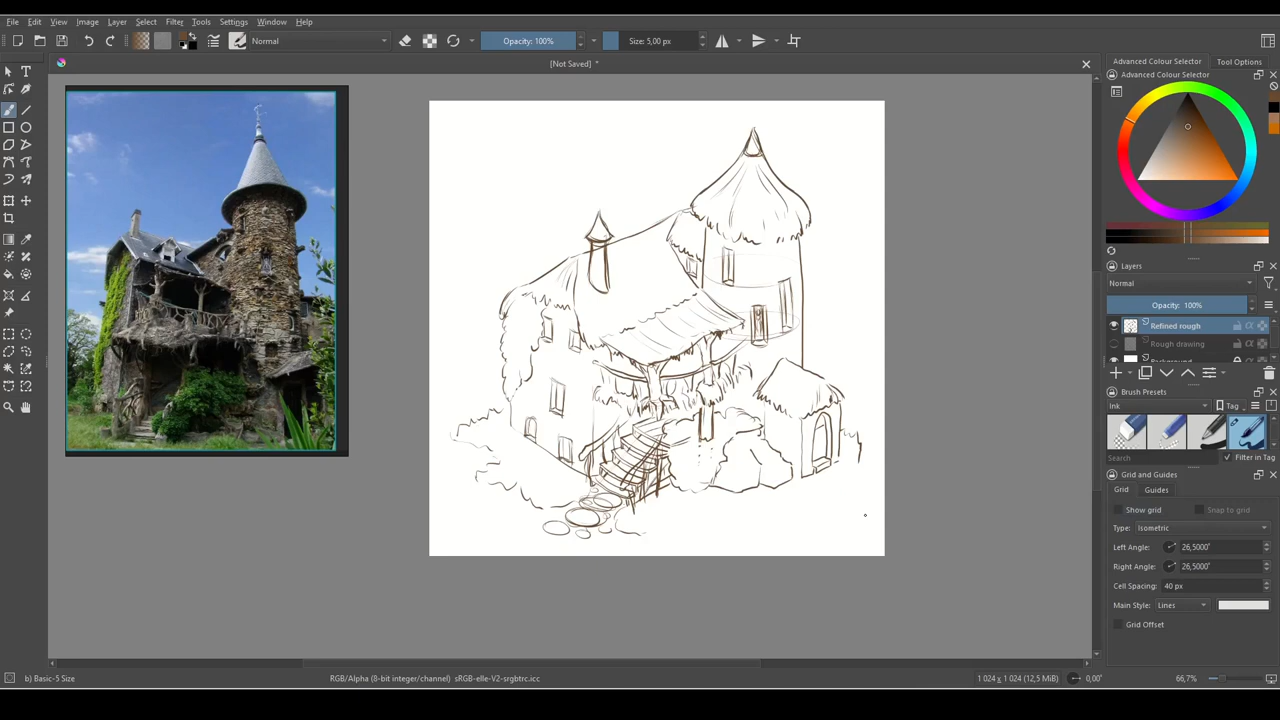 File Edit View Image Layer Select Filter Tools Settings Window Help
Normal Opacity: 100% Size: 5,00 px
[Not Saved] *
Advanced Colour Selector Tool Options
Advanced Colour Selector
Layers
Normal
Opacity: 100%
Refined rough
Rough drawing
Background
Brush Presets
Ink Tag
Search Filter in Tag
Grid and Guides
Grid Guides
Show grid Snap to grid
Type: Isometric
Left Angle: 26,5000°
Right Angle: 26,5000°
Cell Spacing: 40 px
Main Style: Lines
Grid Offset
b) Basic-5 Size RGB/Alpha (8-bit integer/channel) sRGB-elle-V2-srgbtrc.icc 1 024 x 1 024 (12,5 MiB) 0,00° 66,7%